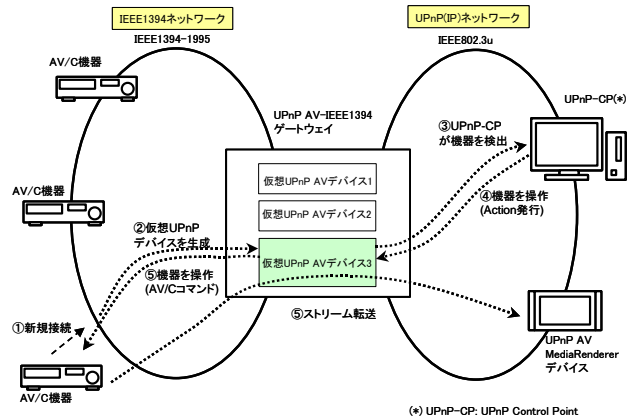 IEEE1394ネットワーク
IEEE1394-1995
UPnP(IP)ネットワーク
IEEE802.3u
AV/C機器
UPnP-CP(*)
UPnP AV-IEEE1394
ゲートウェイ
③UPnP-CP
が機器を検出
仮想UPnP AVデバイス1
AV/C機器
仮想UPnP AVデバイス2
④機器を操作
(Action発行)
②仮想UPnP
デバイスを生成
仮想UPnP AVデバイス3
⑤機器を操作
(AV/Cコマンド)
⑤ストリーム転送
①新規接続
UPnP AV
MediaRenderer
デバイス
AV/C機器
(*) UPnP-CP: UPnP Control Point